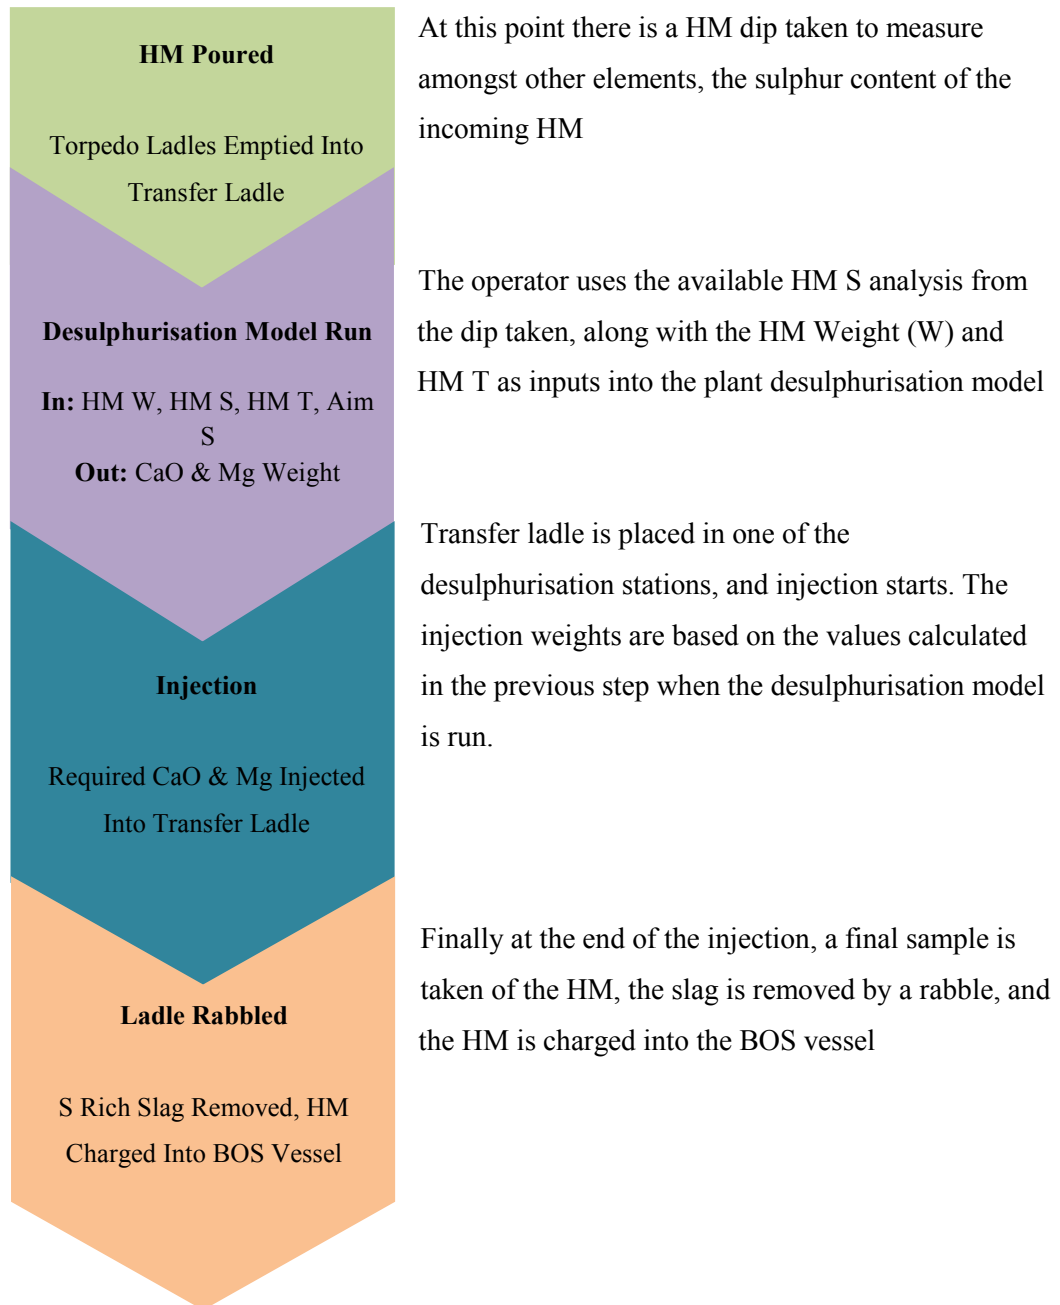 HM Poured
Torpedo Ladles Emptied Into
Transfer Ladle
At this point there is a HM dip taken to measure
amongst other elements, the sulphur content of the
incoming HM
Desulphurisation Model Run
In: HM W, HM S, HM T, Aim
S
Out: CaO & Mg Weight
The operator uses the available HM S analysis from
the dip taken, along with the HM Weight (W) and
HM T as inputs into the plant desulphurisation model
Injection
Required CaO & Mg Injected
Into Transfer Ladle
Transfer ladle is placed in one of the
desulphurisation stations, and injection starts. The
injection weights are based on the values calculated
in the previous step when the desulphurisation model
is run.
Ladle Rabbled
S Rich Slag Removed, HM
Charged Into BOS Vessel
Finally at the end of the injection, a final sample is
taken of the HM, the slag is removed by a rabble, and
the HM is charged into the BOS vessel